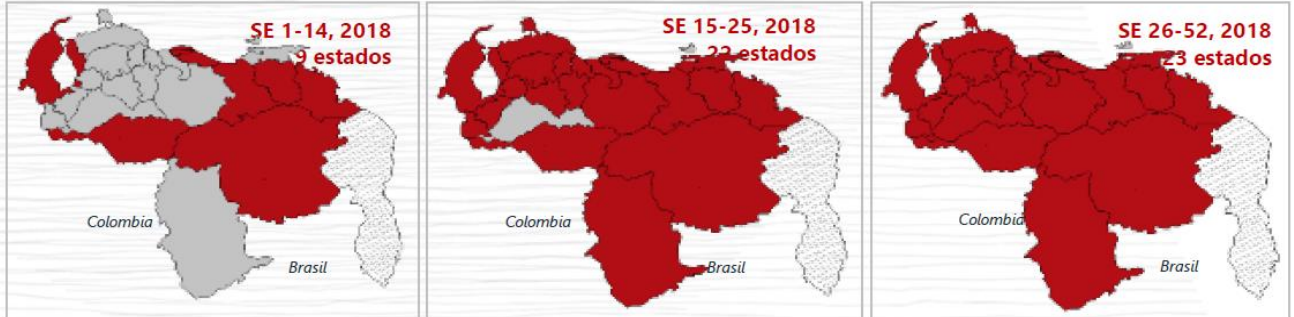 SE 1-14, 2018
9 estados
Colombia
Brasil
SE 15-25, 2018
22 estados
Colombia
Brasil
SE 26-52, 2018
23 estados
Colombia
Brasil